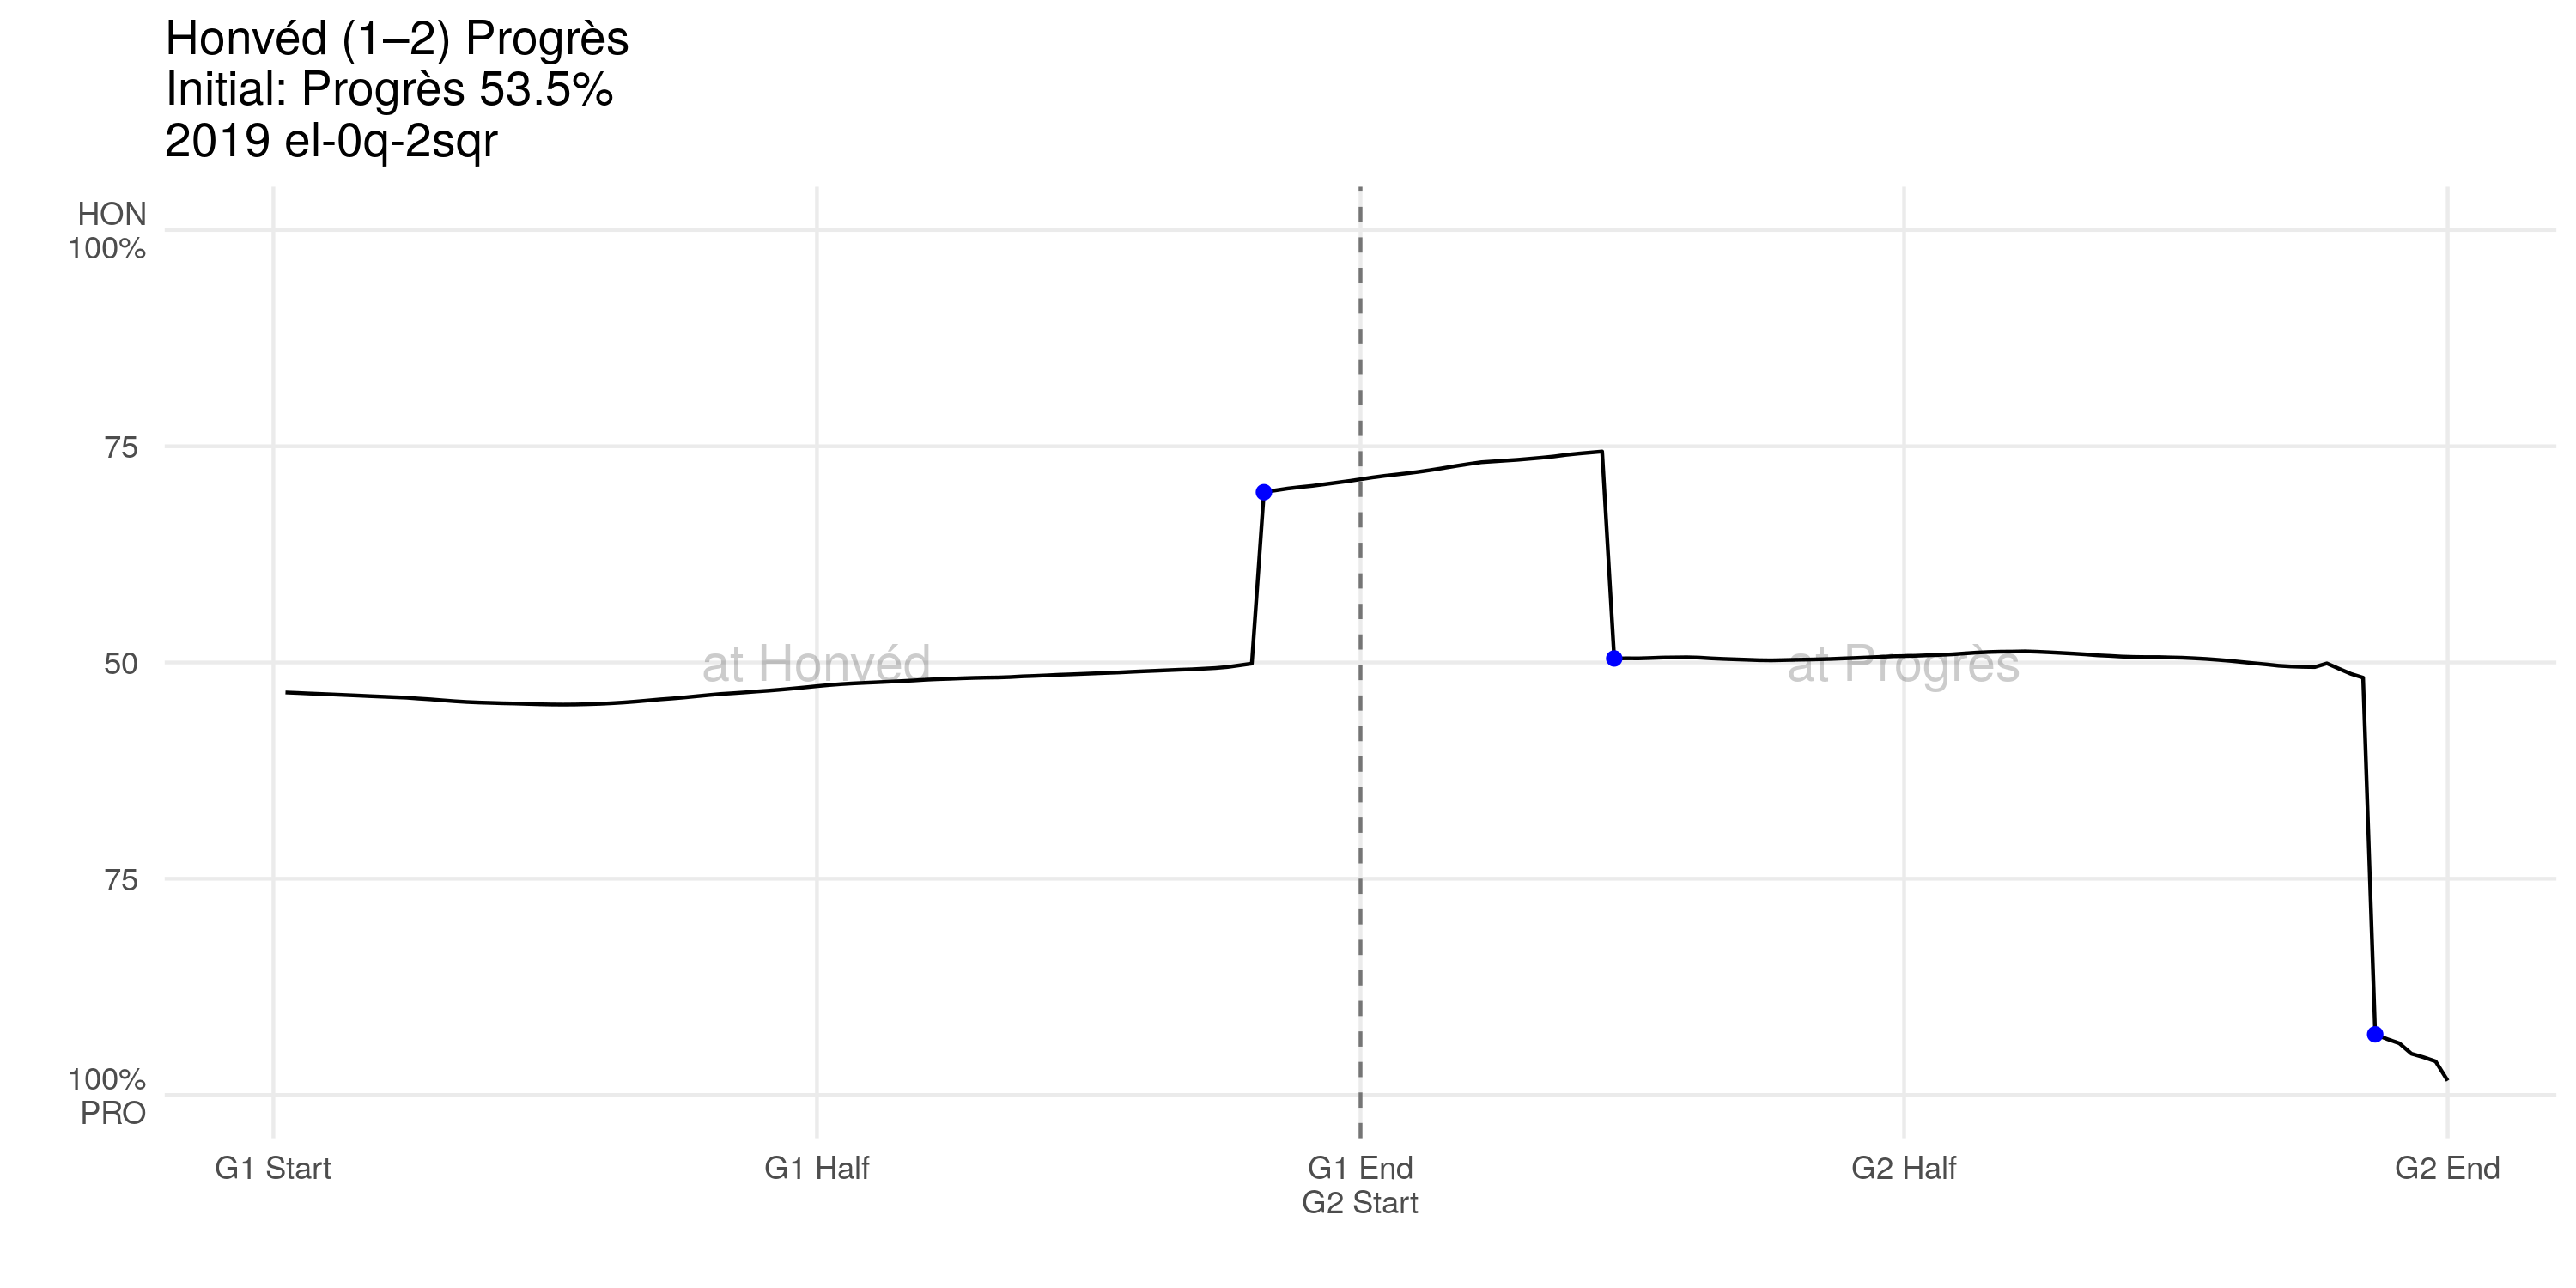 Honvéd (1–2) Progrès
Initial: Progrès 53.5%
2019 el-0q-2sqr
HON
100%
75
50
75
100%
PRO
at Honvéd
at Progrès
G1 Start
G1 Half
G1 End
G2 Start
G2 Half
G2 End